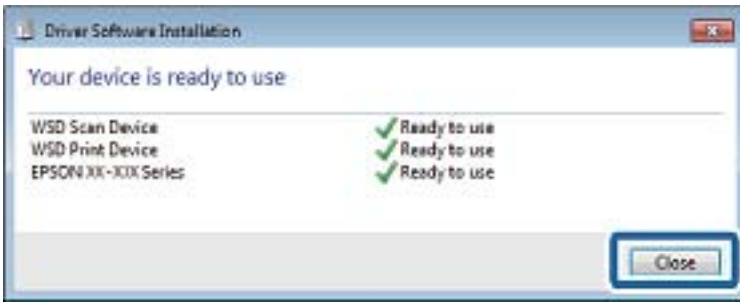 Driver Software Installation
Your device is ready to use
WSD Scan Device Ready to use
WSD Print Device Ready to use
EPSON XX-XXX Series Ready to use
Close